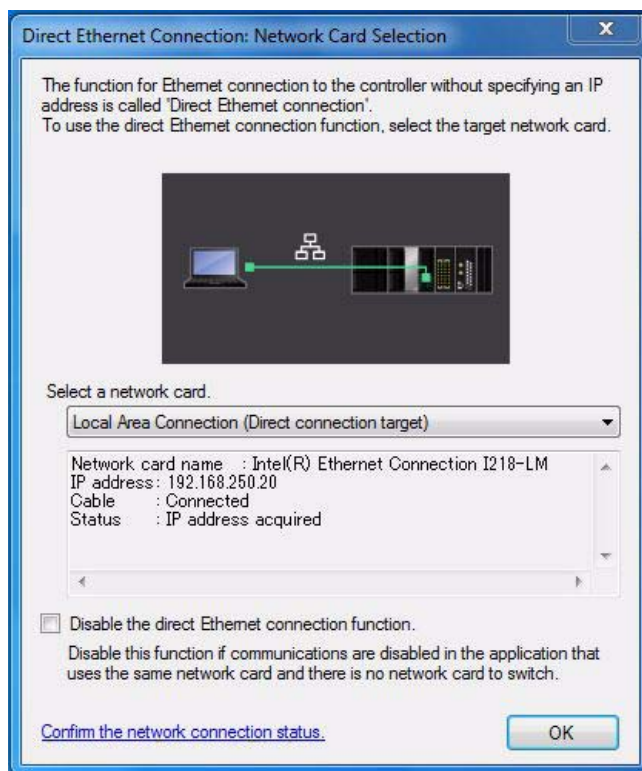 Direct Ethernet Connection: Network Card Selection
The function for Ethernet connection to the controller without specifying an IP
address is called 'Direct Ethernet connection'.
To use the direct Ethernet connection function, select the target network card.
Select a network card.
Local Area Connection (Direct connection target)
Network card name : Intel(R) Ethernet Connection I218-LM
IP address: 192.168.250.20
Cable : Connected
Status : IP address acquired
Disable the direct Ethernet connection function.
Disable this function if communications are disabled in the application that
uses the same network card and there is no network card to switch.
Confirm the network connection status.
OK